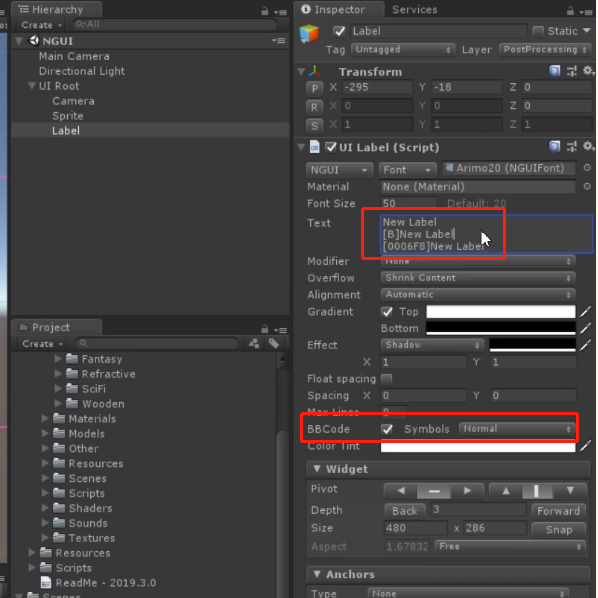 Hierarchy
Create
All
NGUI
Main Camera
Directional Light
UI Root
Camera
Sprite
Label
Project
Create
Fantasy
Refractive
SciFi
Wooden
Materials
Models
Other
Resources
Scenes
Scripts
Shaders
Sounds
Textures
Resources
Scripts
ReadMe - 2019.3.0
Scenes
Inspector Services
Label Static
Tag Untagged Layer PostProcessing
Transform
P X -295 Y -18 Z 0
R X 0 Y 0 Z 0
S X 1 Y 1 Z 1
UI Label (Script)
NGUI Font Arimo20 (NGUIFont)
Material None (Material)
Font Size 50 Default: 20
Text New Label
[B]New Label
[0006F8]New Label
Modifier None
Overflow Shrink Content
Alignment Automatic
Gradient Top
Bottom
Effect Shadow
X 1 Y 1
Float spacing
Spacing X 0 Y 0
Max Lines 0
BBCode Symbols Normal
Color Tint
Widget
Pivot
Depth Back 3 Forward
Size 480 x 286 Snap
Aspect 1.67832 Free
Anchors
Type None